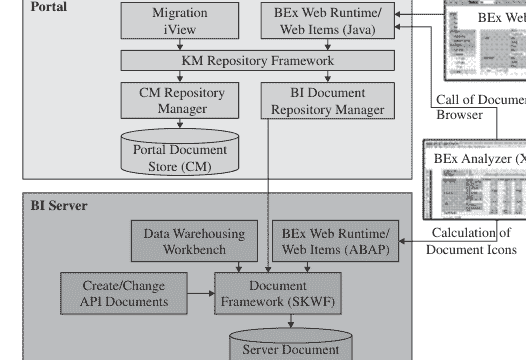 Portal
Migration
iView
BEx Web Runtime/
Web Items (Java)
BEx Web
KM Repository Framework
CM Repository
Manager
BI Document
Repository Manager
Call of Docume
Browser
Portal Document
Store (CM)
BEx Analyzer (X
BI Server
Data Warehousing
Workbench
BEx Web Runtime/
Web Items (ABAP)
Calculation of
Document Icons
Create/Change
API Documents
Document
Framework (SKWF)
Server Document